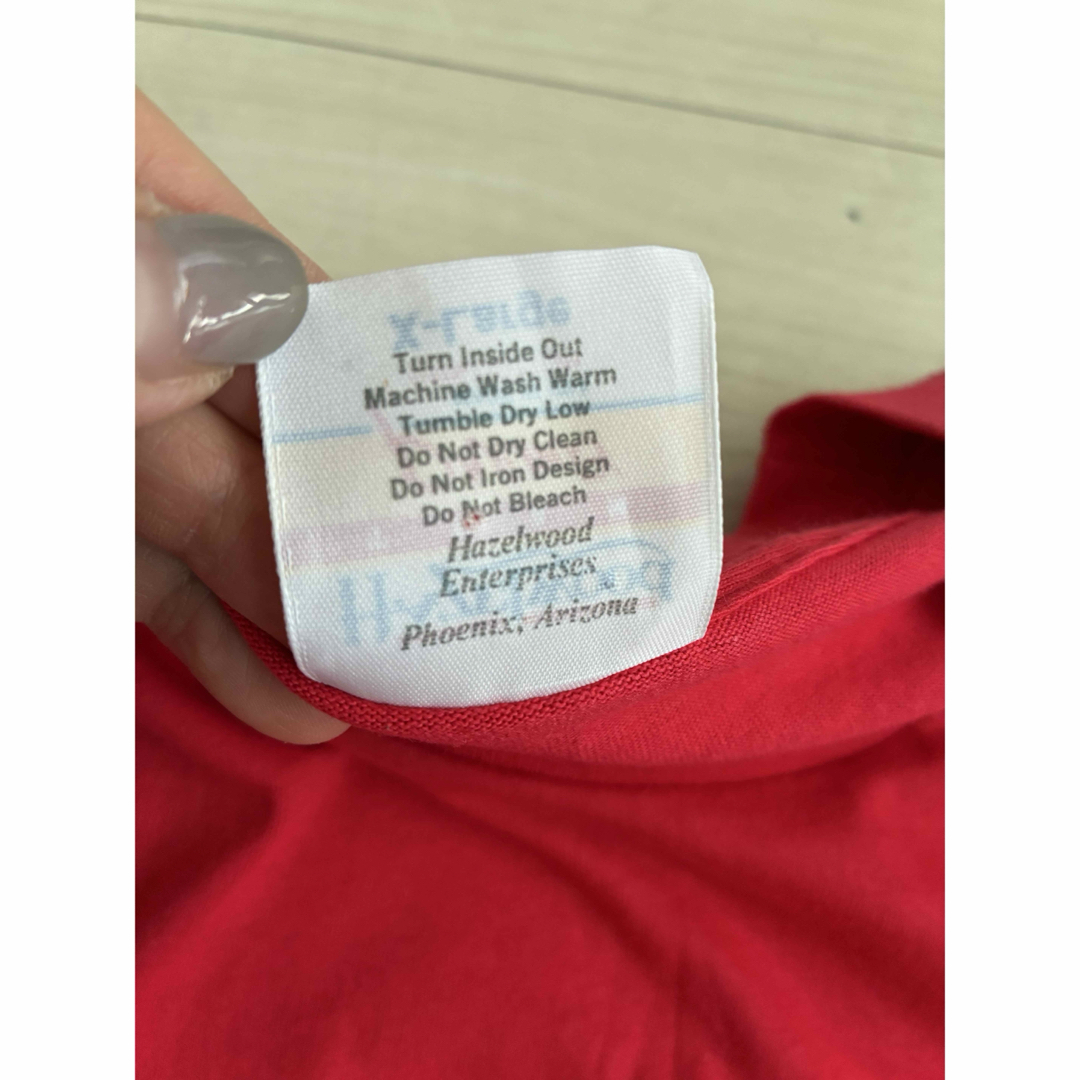 Turn Inside Out
Machine Wash Warm
Tumble Dry Low
Do Not Dry Clean
Do Not Iron Design
Do Not Bleach
Hazelwood
Enterprises
Phoenix, Arizona